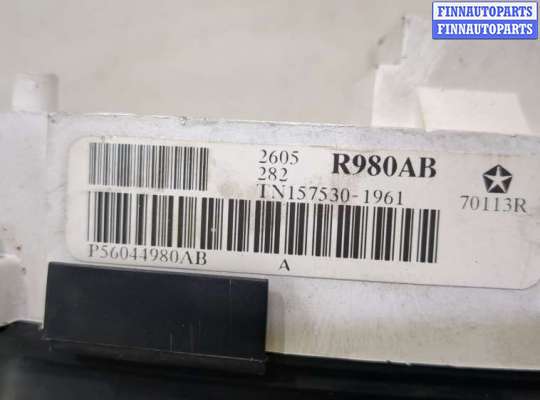 FINNAUTOPARTS
FINNAUTOPARTS
2605 R980AB
282
TN157530-1961 70113R
P56044980AB A